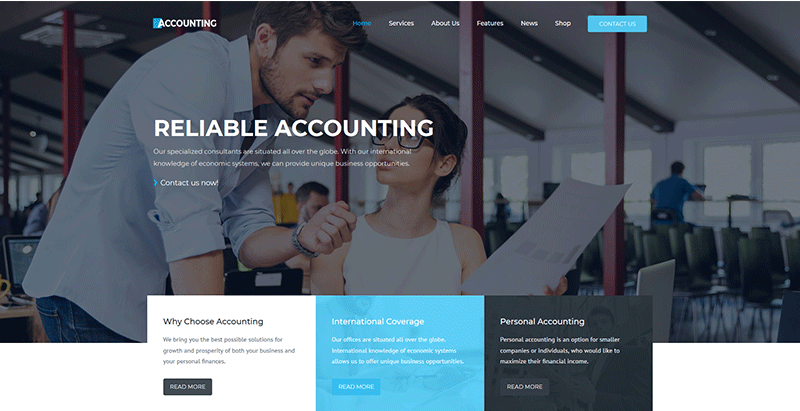 ACCOUNTING
Home Services About Us Features News Shop CONTACT US
RELIABLE ACCOUNTING
Our specialized consultants are situated all over the globe. With our international
knowledge of economic systems, we can provide unique business opportunities.
Contact us now!
Why Choose Accounting
We bring you the best possible solutions for
growth and prosperity of both your business and
your personal finances.
READ MORE
International Coverage
Our offices are situated all over the globe.
International knowledge of economic systems
allows us to offer unique business opportunities.
READ MORE
Personal Accounting
Personal accounting is an option for smaller
companies or individuals, who would like to
maximize their financial income.
READ MORE